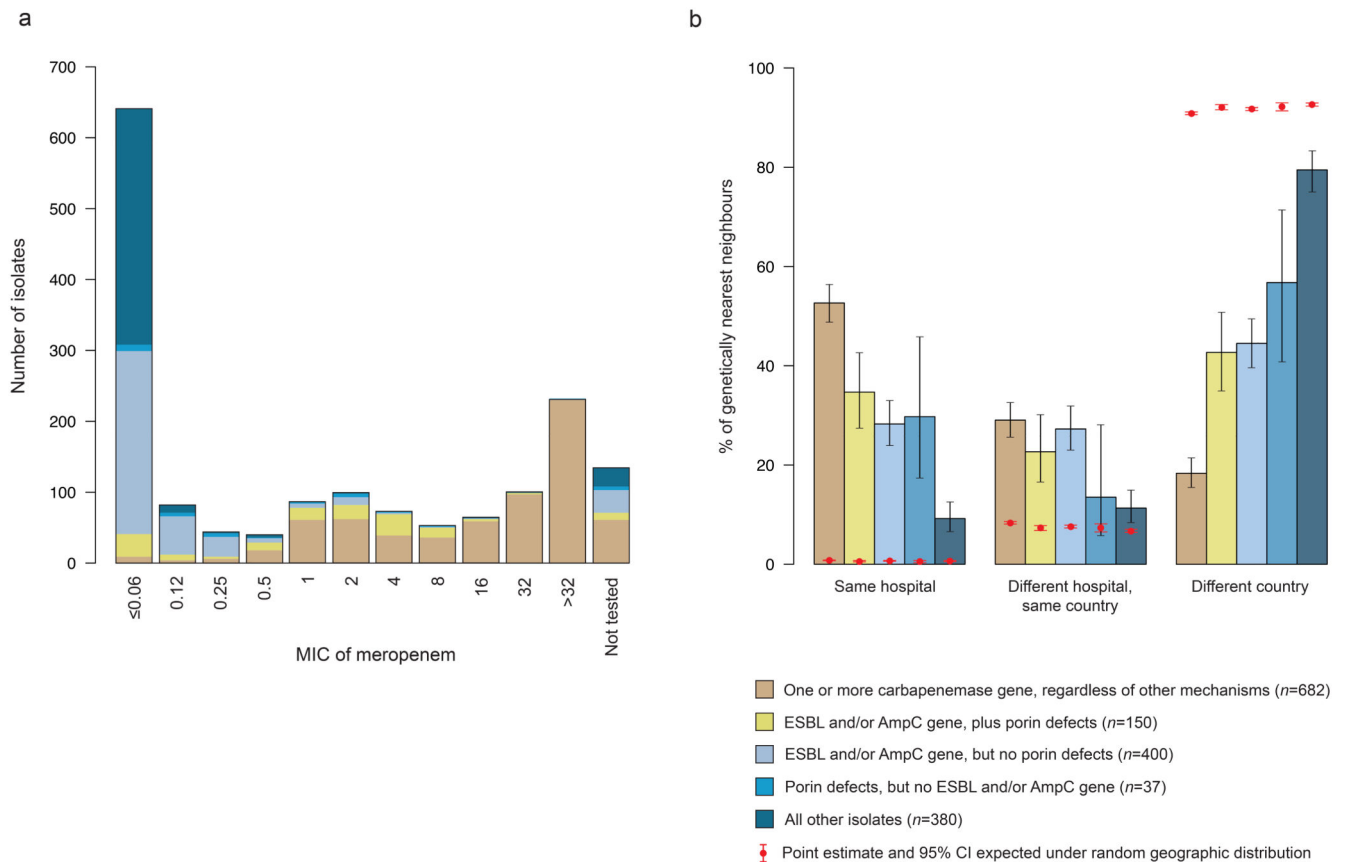 a
Number of isolates
700
600
500
400
300
200
100
0
≤0.06
0.12
0.25
0.5
1
2
4
8
16
32
>32
Not tested
MIC of meropenem
b
% of genetically nearest neighbours
100
80
60
40
20
0
Same hospital
Different hospital,
same country
Different country
One or more carbapenemase gene, regardless of other mechanisms (n=682)
ESBL and/or AmpC gene, plus porin defects (n=150)
ESBL and/or AmpC gene, but no porin defects (n=400)
Porin defects, but no ESBL and/or AmpC gene (n=37)
All other isolates (n=380)
Point estimate and 95% CI expected under random geographic distribution